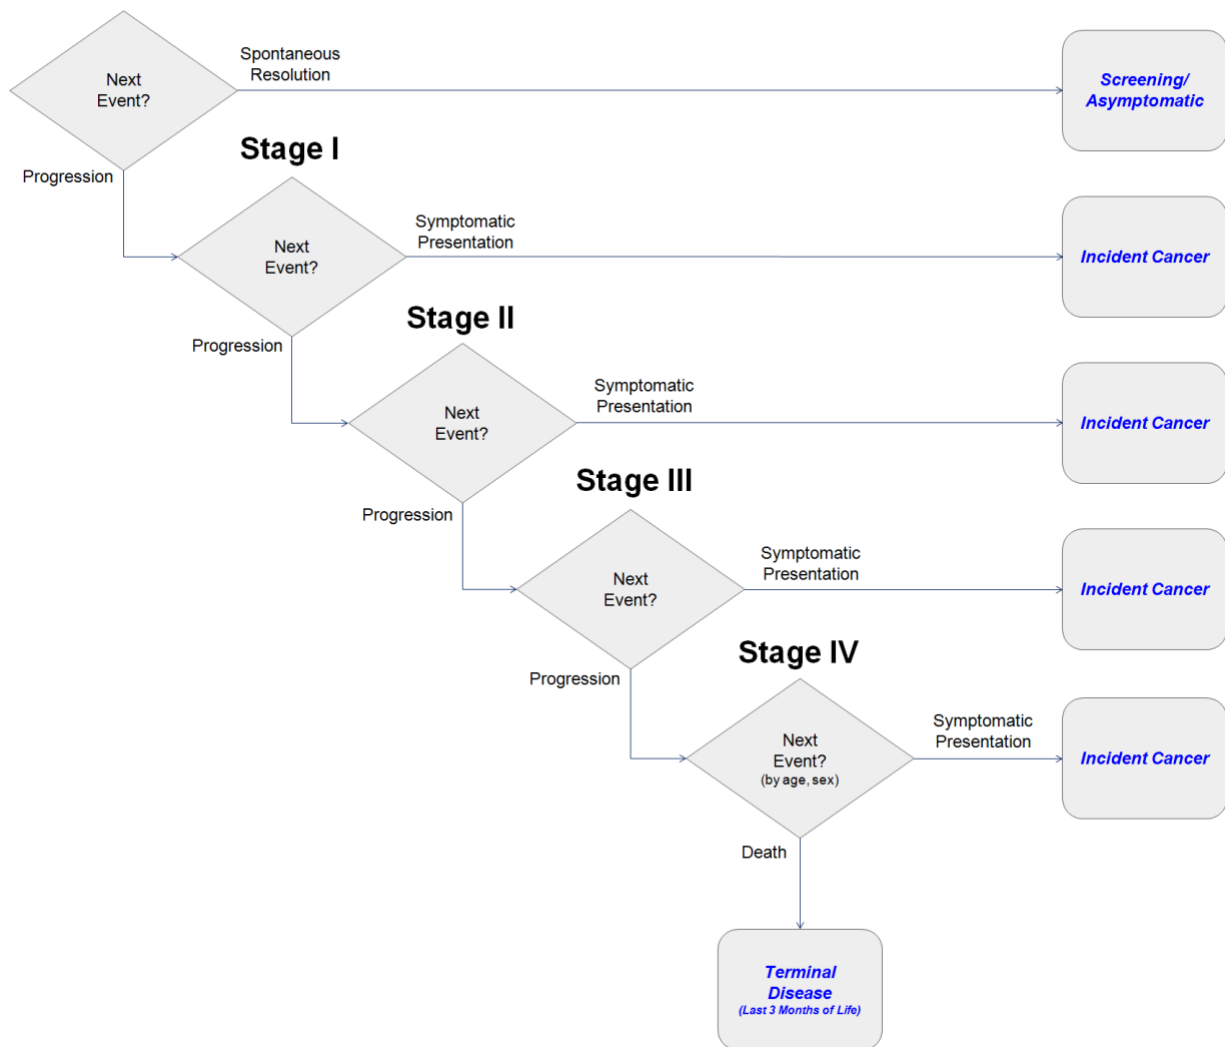 Next
Event?
Spontaneous
Resolution
Screening/
Asymptomatic
Progression
Stage I
Next
Event?
Symptomatic
Presentation
Incident Cancer
Progression
Stage II
Next
Event?
Symptomatic
Presentation
Incident Cancer
Progression
Stage III
Next
Event?
Symptomatic
Presentation
Incident Cancer
Progression
Stage IV
Next
Event?
(by age, sex)
Symptomatic
Presentation
Incident Cancer
Death
Terminal
Disease
(Last 3 Months of Life)